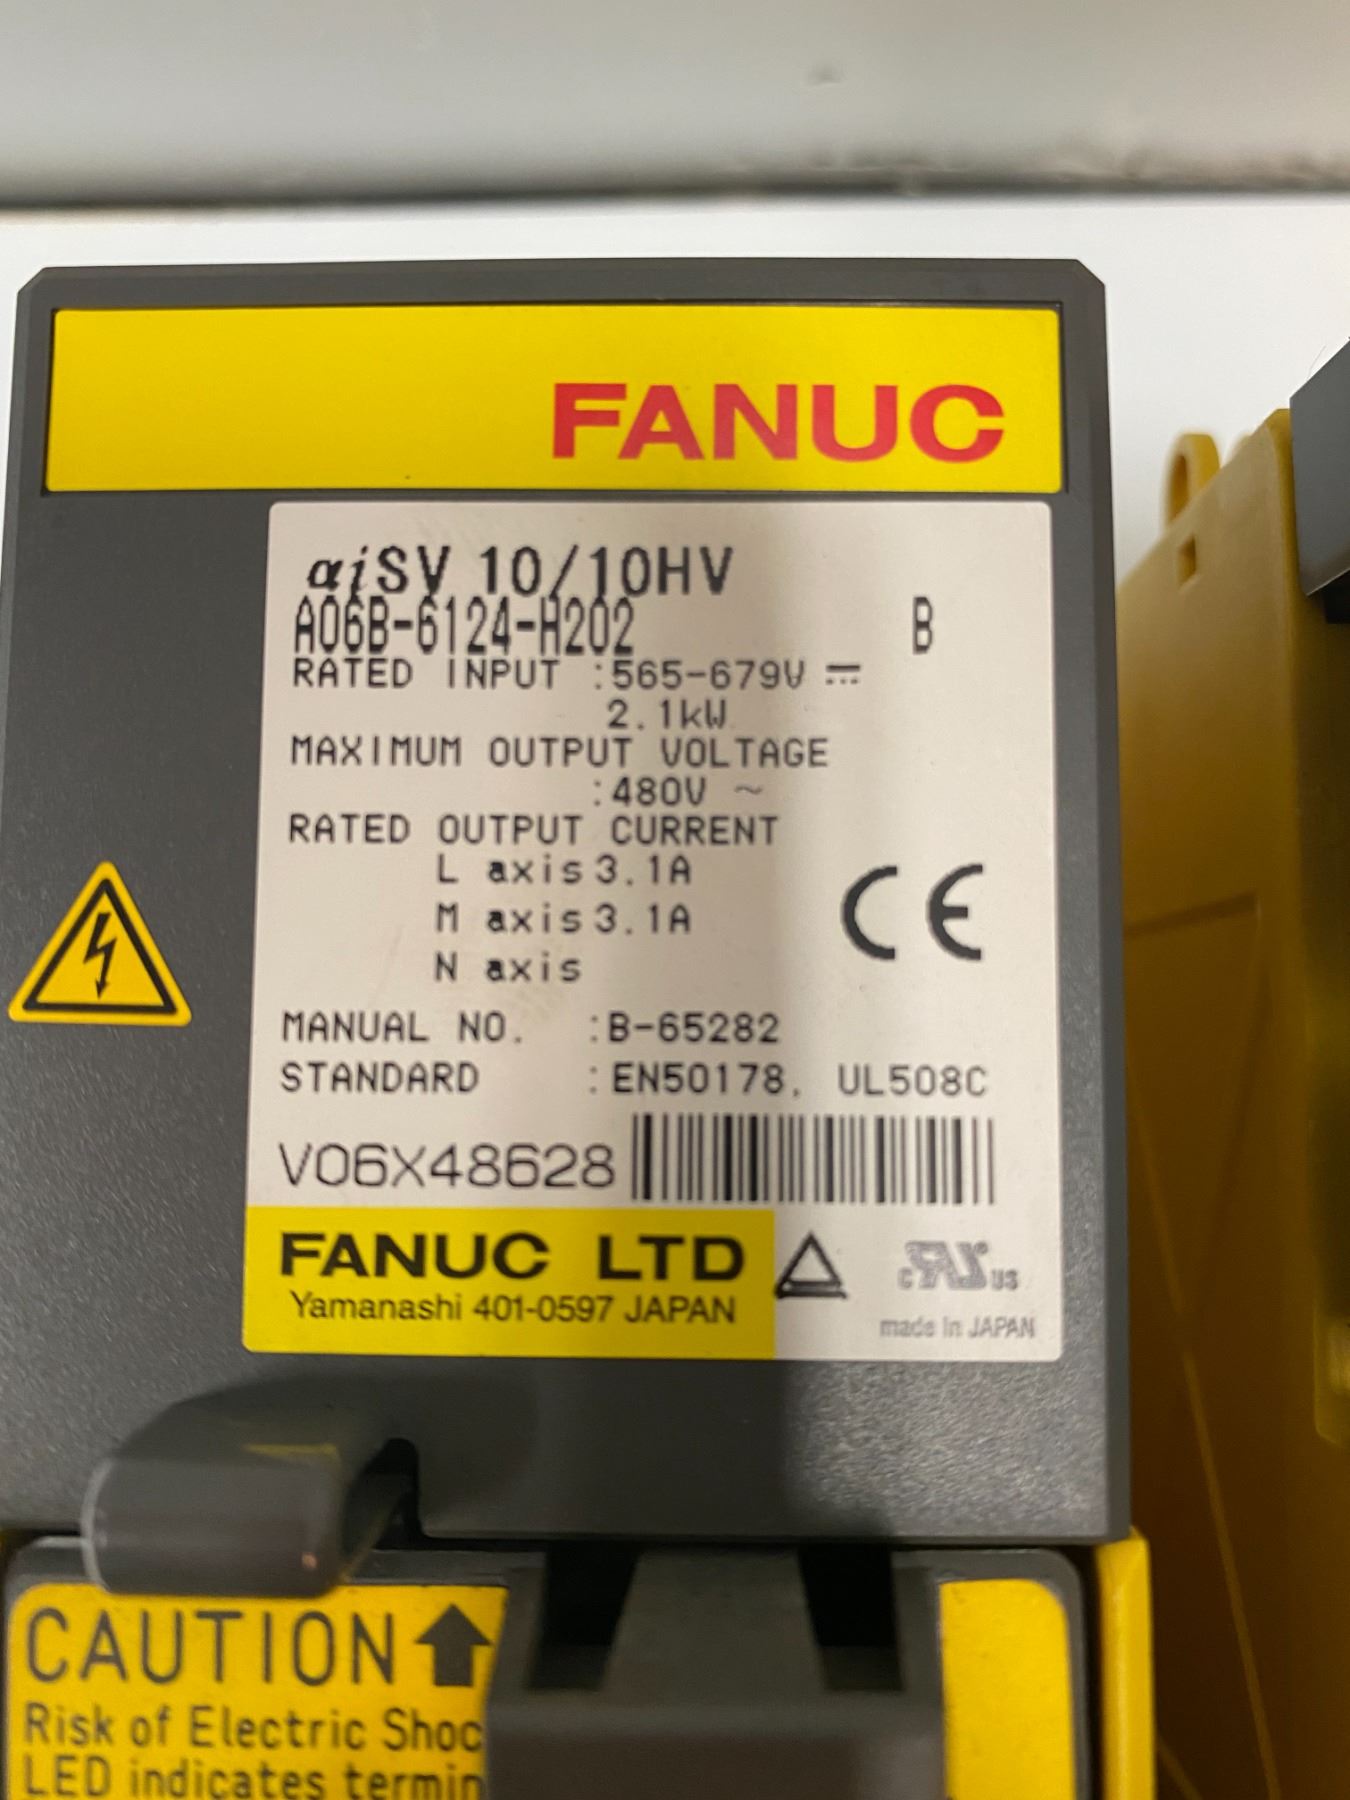 FANUC
αiSV 10/10HV
A06B-6124-H202 B
RATED INPUT :565-679V
2.1kW
MAXIMUM OUTPUT VOLTAGE
:480V ~
RATED OUTPUT CURRENT
L axis 3.1A
M axis 3.1A
N axis
CE
MANUAL NO. :B-65282
STANDARD :EN50178, UL508C
V06X48628
FANUC LTD
Yamanashi 401-0597 JAPAN
c RU us
made in JAPAN
CAUTION
Risk of Electric Shoc
LED indicates termin